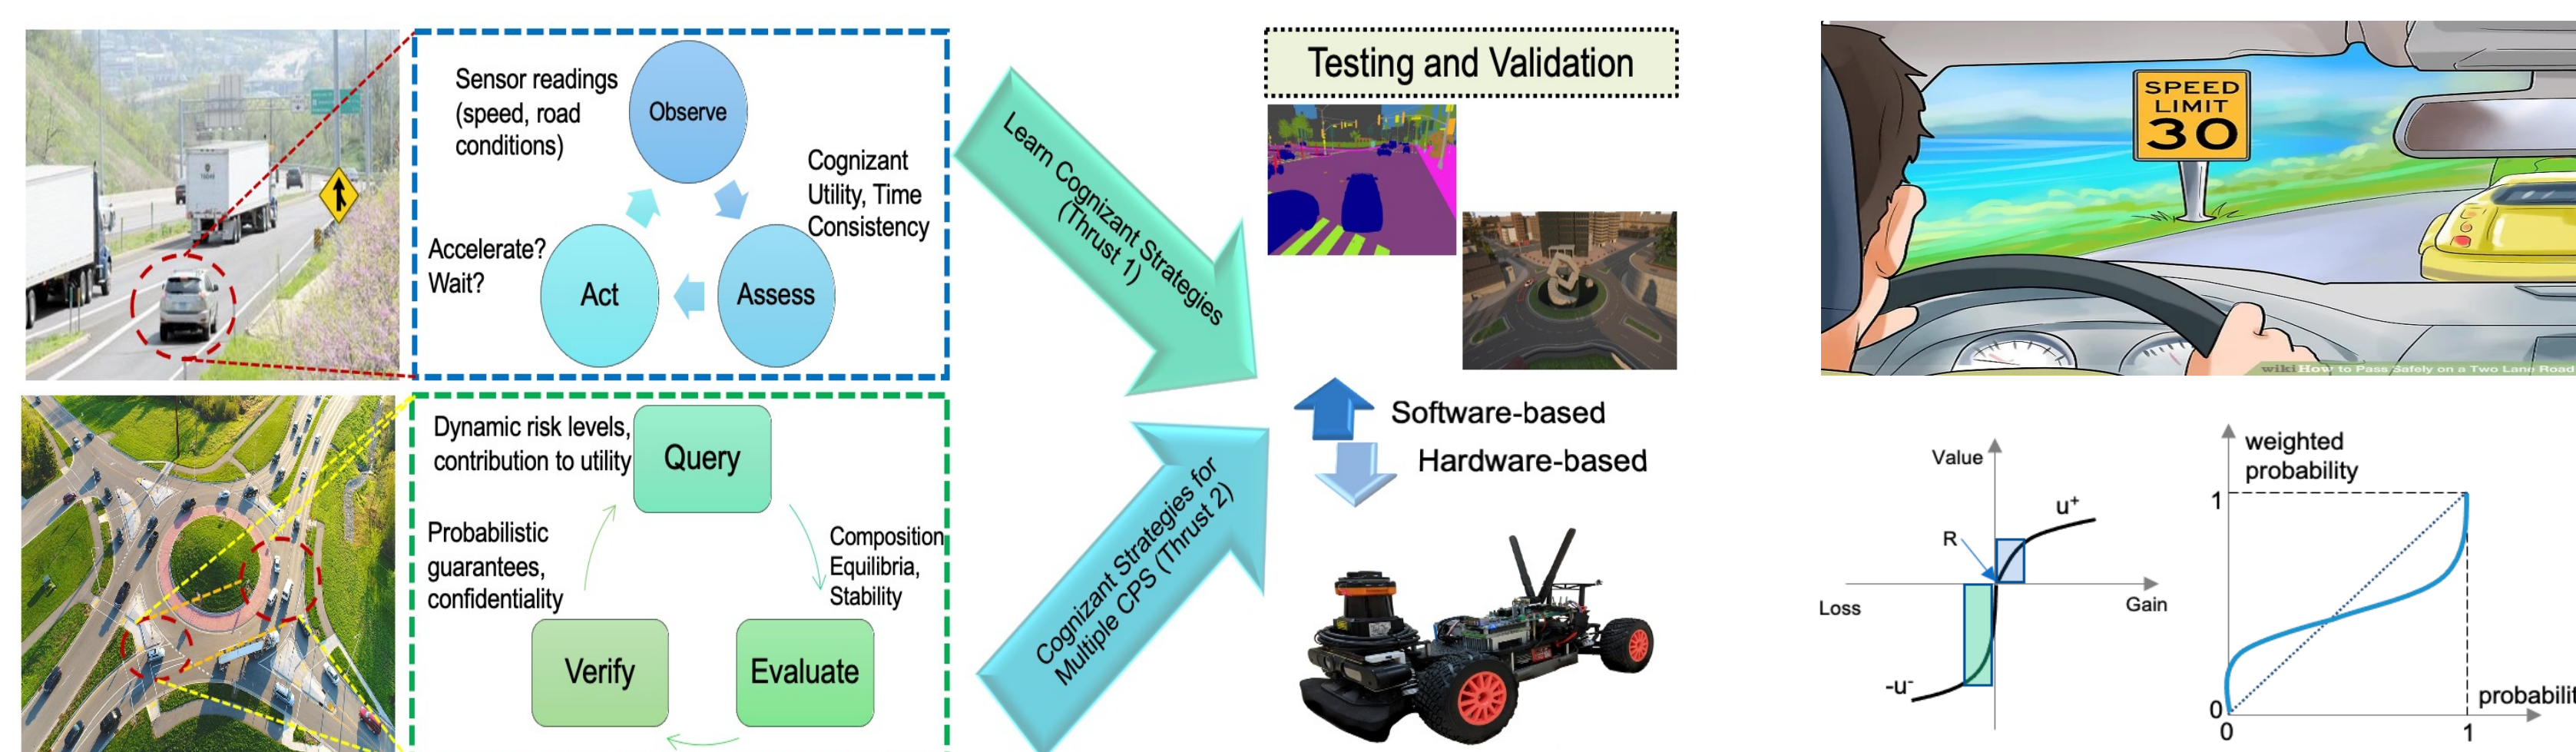 Sensor readings
(speed, road
conditions)
Observe
Cognizant
Utility, Time
Consistency
Accelerate?
Wait?
Act
Assess
Learn Cognizant Strategies
(Thrust 1)
Testing and Validation
SPEED
LIMIT
30
wikiHow to Pass Safely on a Two Lane Road
Dynamic risk levels,
contribution to utility
Query
Probabilistic
guarantees,
confidentiality
Composition
Equilibria,
Stability
Verify
Evaluate
Cognizant Strategies for
Multiple CPS (Thrust 2)
Software-based
Hardware-based
Value
u+
R
Loss
Gain
-u-
weighted
probability
1
0
0
1